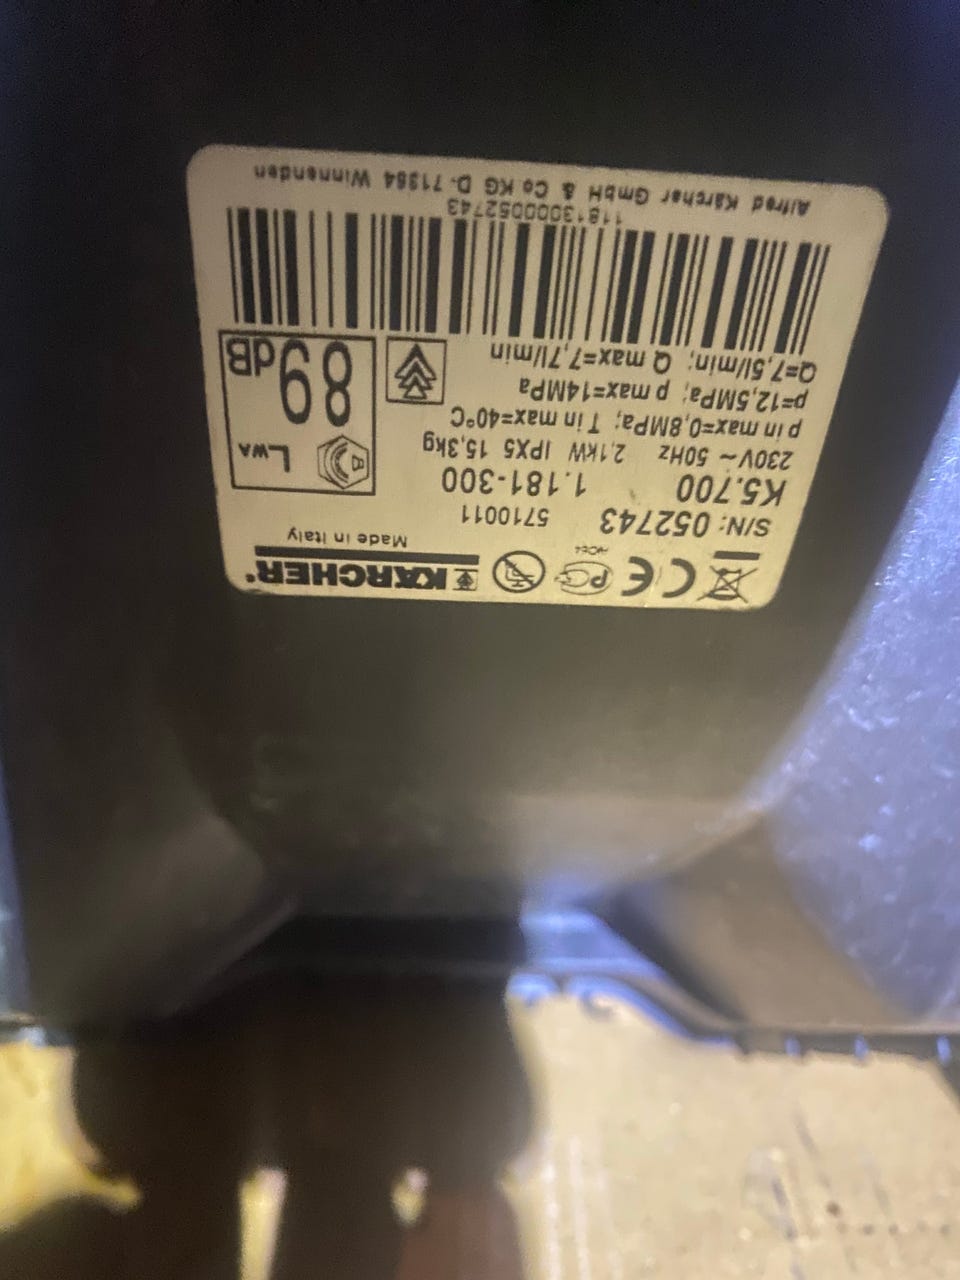 KÄRCHER®
Made in Italy
S/N: 052743 5710011
K5.700 1.181-300
230V ~ 50Hz 2,1kW IPX5 15,3kg
p in max=0,8MPa; T in max=40°C
p=12,5MPa; p max=14MPa
Q=7,5l/min; Q max=7,7l/min
LWA
89dB
118130005​2743
Alfred Kärcher GmbH & Co KG D-71364 Winnenden